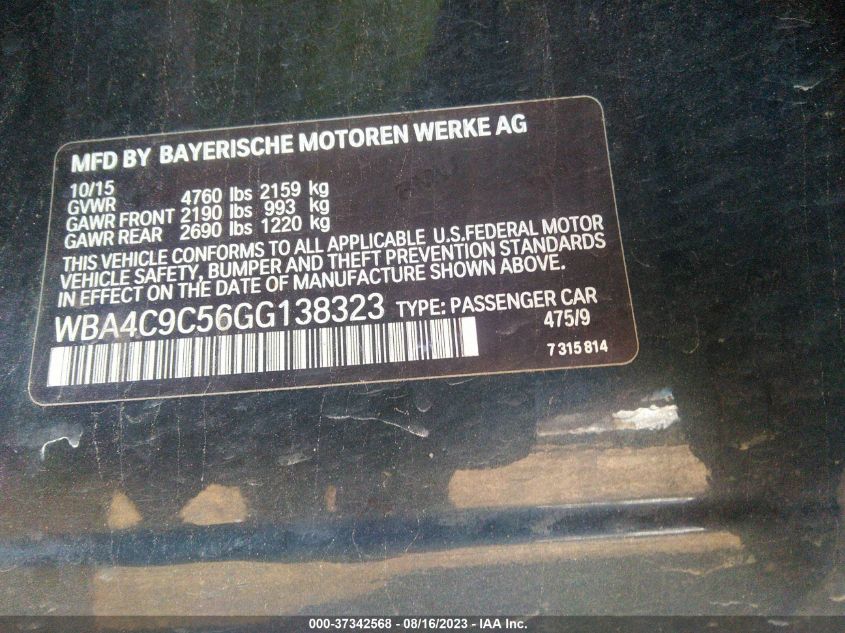 MFD BY BAYERISCHE MOTOREN WERKE AG
10/15
GVWR 4760 lbs 2159 kg
GAWR FRONT 2190 lbs 993 kg
GAWR REAR 2690 lbs 1220 kg
THIS VEHICLE CONFORMS TO ALL APPLICABLE U.S.FEDERAL MOTOR
VEHICLE SAFETY, BUMPER AND THEFT PREVENTION STANDARDS
IN EFFECT ON THE DATE OF MANUFACTURE SHOWN ABOVE.
WBA4C9C56GG138323 TYPE: PASSENGER CAR
475/9
7 315 814
000-37342568 - 08/16/2023 - IAA Inc.